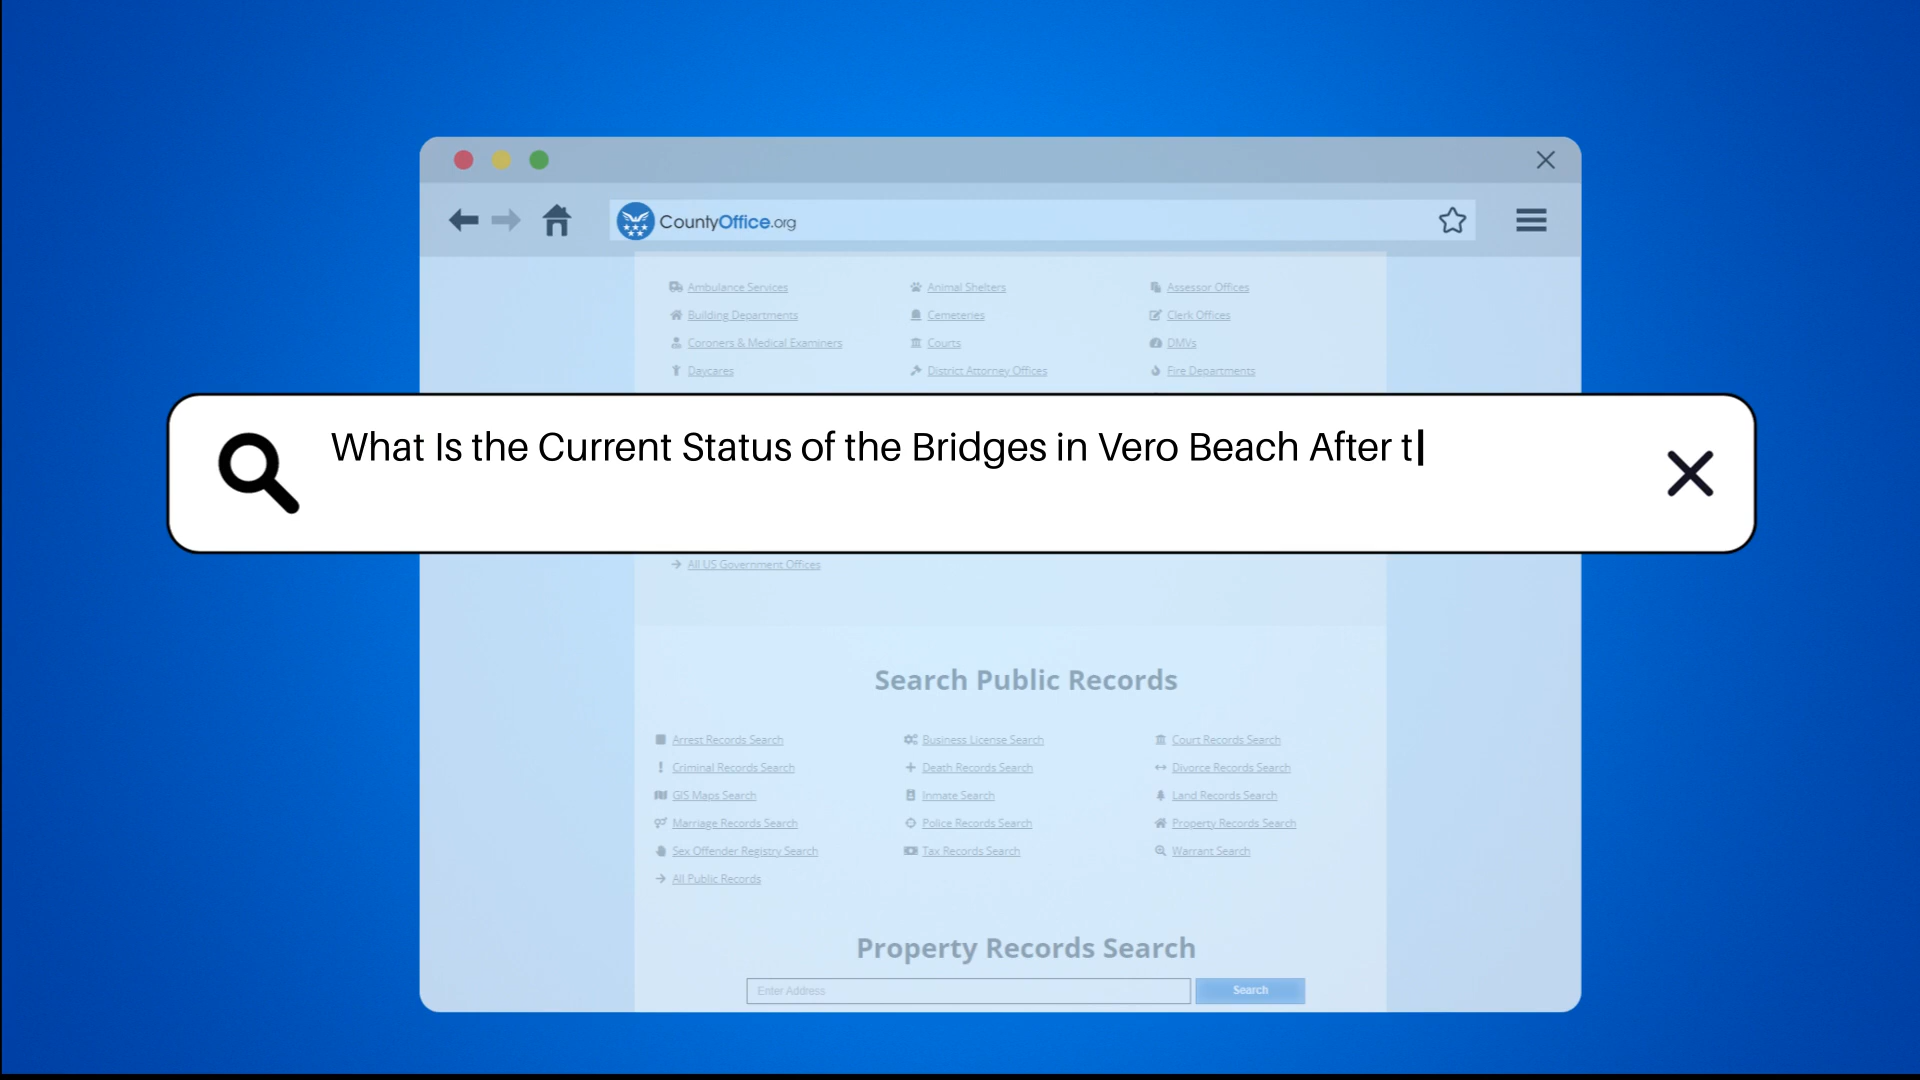 CountyOffice.org
Ambulance Services Animal Shelters Assessor Offices
Building Departments Cemeteries Clerk Offices
Coroners & Medical Examiners Courts DMVs
Daycares District Attorney Offices Fire Departments
What Is the Current Status of the Bridges in Vero Beach After t
All US Government Offices
Search Public Records
Arrest Records Search Business License Search Court Records Search
Criminal Records Search Death Records Search Divorce Records Search
GIS Maps Search Inmate Search Land Records Search
Marriage Records Search Police Records Search Property Records Search
Sex Offender Registry Search Tax Records Search Warrant Search
All Public Records
Property Records Search
Enter Address Search